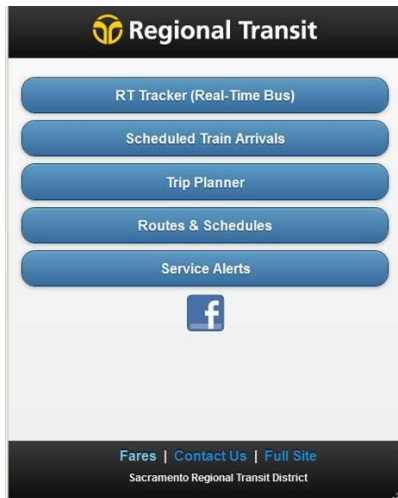 Regional Transit
RT Tracker (Real-Time Bus)
Scheduled Train Arrivals
Trip Planner
Routes & Schedules
Service Alerts
f
Fares | Contact Us | Full Site
Sacramento Regional Transit District